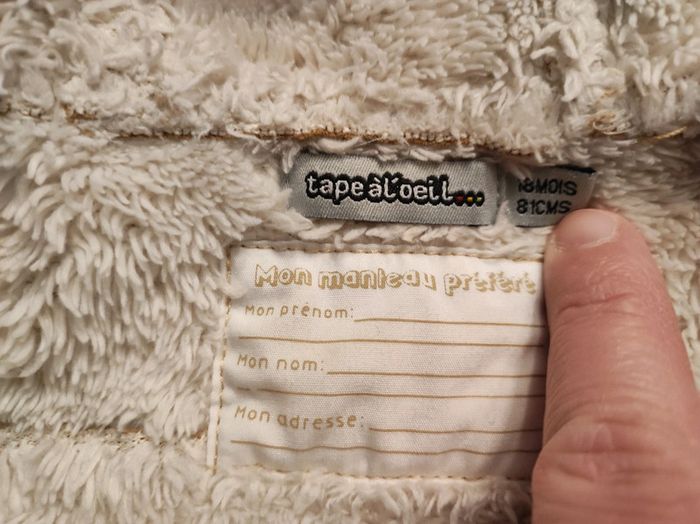 tape à l'oeil...
18MOIS
81CMS
Mon manteau préféré
Mon prénom:
Mon nom:
Mon adresse: